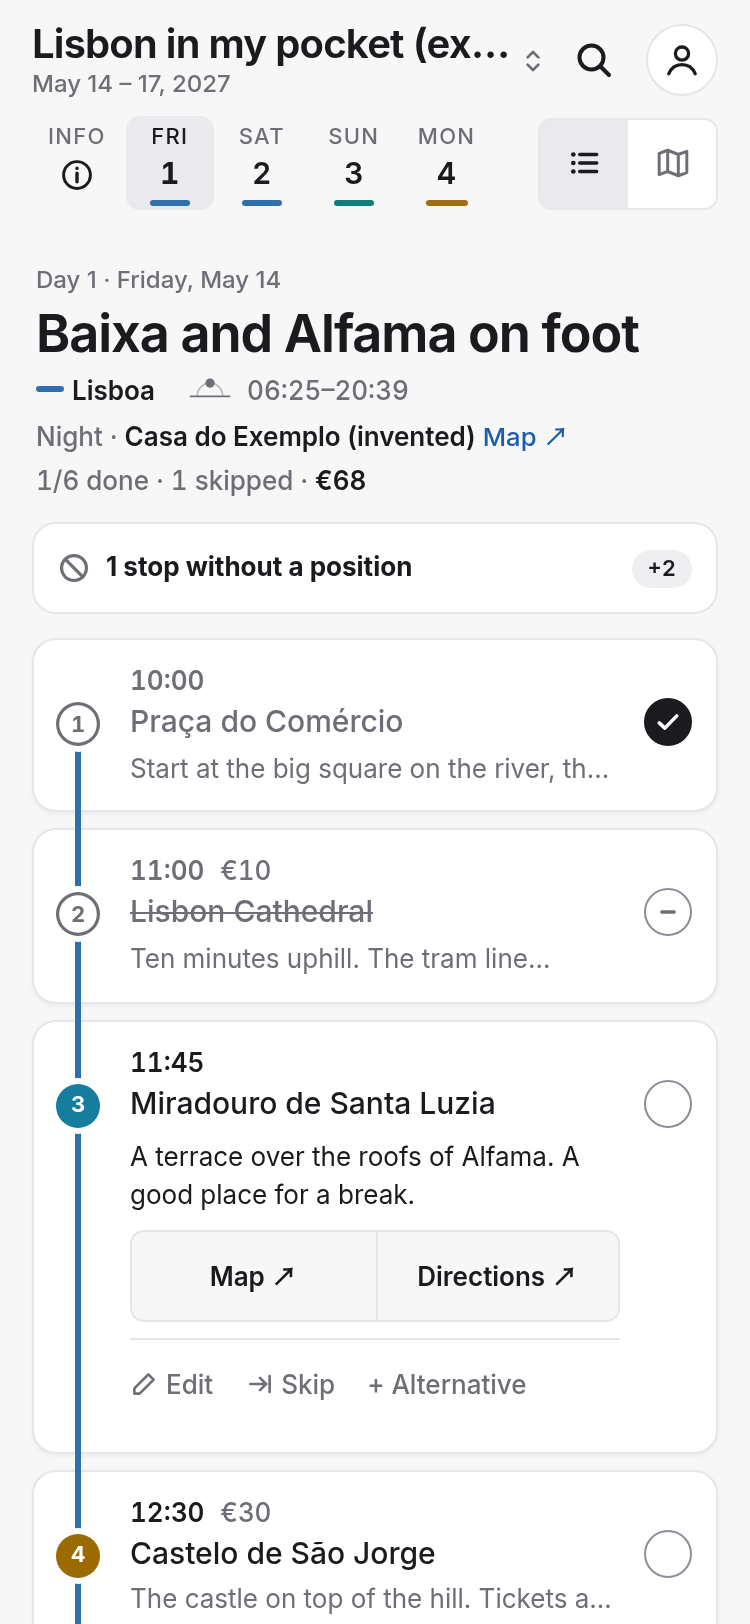 Lisbon in my pocket (ex…
May 14 – 17, 2027
INFO FRI SAT SUN MON
1 2 3 4
Day 1 · Friday, May 14
Baixa and Alfama on foot
Lisboa 06:25–20:39
Night · Casa do Exemplo (invented) Map ↗
1/6 done · 1 skipped · €68
1 stop without a position +2
10:00
1 Praça do Comércio
Start at the big square on the river, th…
11:00 €10
2 Lisbon Cathedral
Ten minutes uphill. The tram line…
11:45
3 Miradouro de Santa Luzia
A terrace over the roofs of Alfama. A
good place for a break.
Map ↗ Directions ↗
Edit Skip + Alternative
12:30 €30
4 Castelo de São Jorge
The castle on top of the hill. Tickets a…